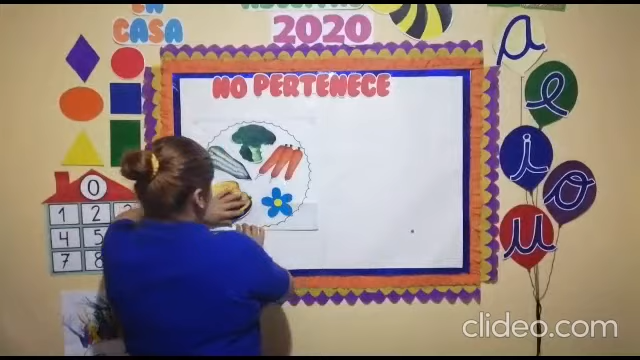 EN
CASA
2020
NO PERTENECE
0
1 2
4 5
7 8
a
e
i
o
u
clideo.com